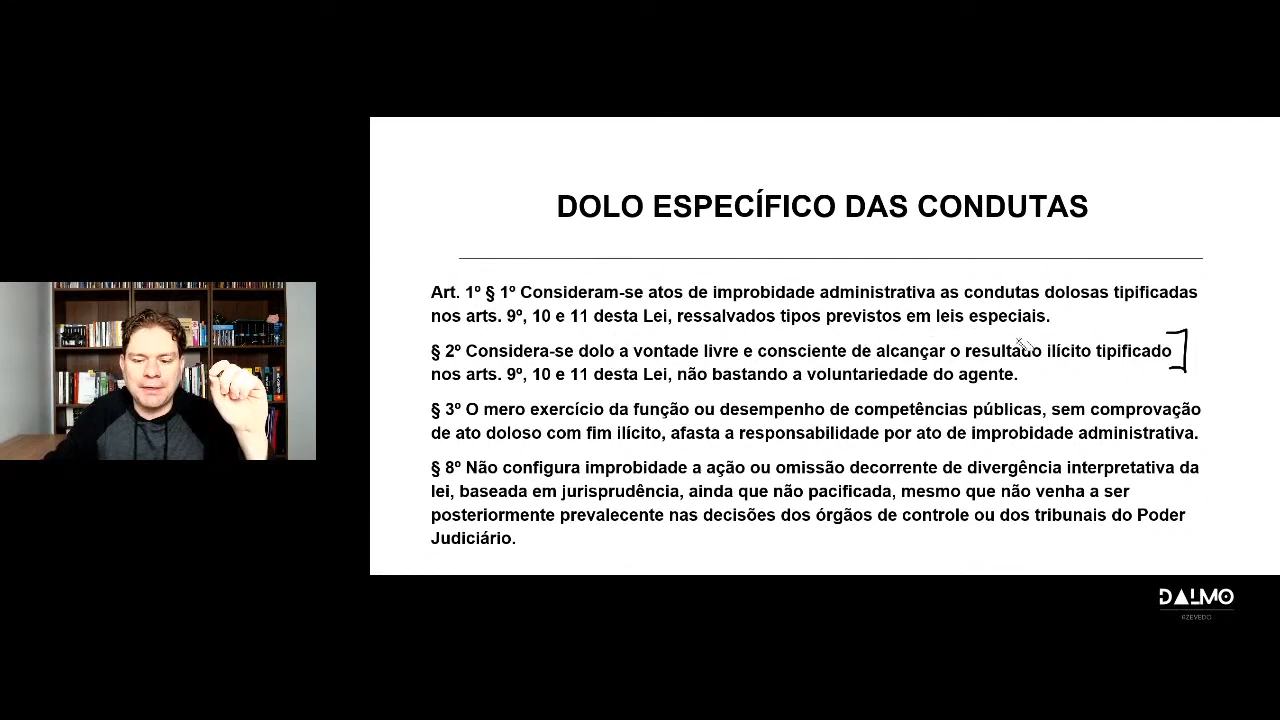 DOLO ESPECÍFICO DAS CONDUTAS
Art. 1º § 1º Consideram-se atos de improbidade administrativa as condutas dolosas tipificadas
nos arts. 9º, 10 e 11 desta Lei, ressalvados tipos previstos em leis especiais.
§ 2º Considera-se dolo a vontade livre e consciente de alcançar o resultado ilícito tipificado
nos arts. 9º, 10 e 11 desta Lei, não bastando a voluntariedade do agente.
§ 3º O mero exercício da função ou desempenho de competências públicas, sem comprovação
de ato doloso com fim ilícito, afasta a responsabilidade por ato de improbidade administrativa.
§ 8º Não configura improbidade a ação ou omissão decorrente de divergência interpretativa da
lei, baseada em jurisprudência, ainda que não pacificada, mesmo que não venha a ser
posteriormente prevalecente nas decisões dos órgãos de controle ou dos tribunais do Poder
Judiciário.
DALMO
AZEVEDO